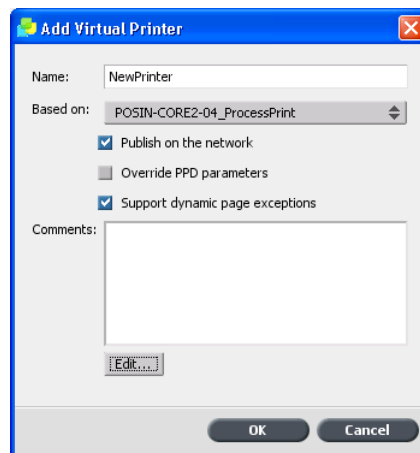 Add Virtual Printer
Name: NewPrinter
Based on: POSIN-CORE2-04_ProcessPrint
Publish on the network
Override PPD parameters
Support dynamic page exceptions
Comments:
Edit...
OK Cancel